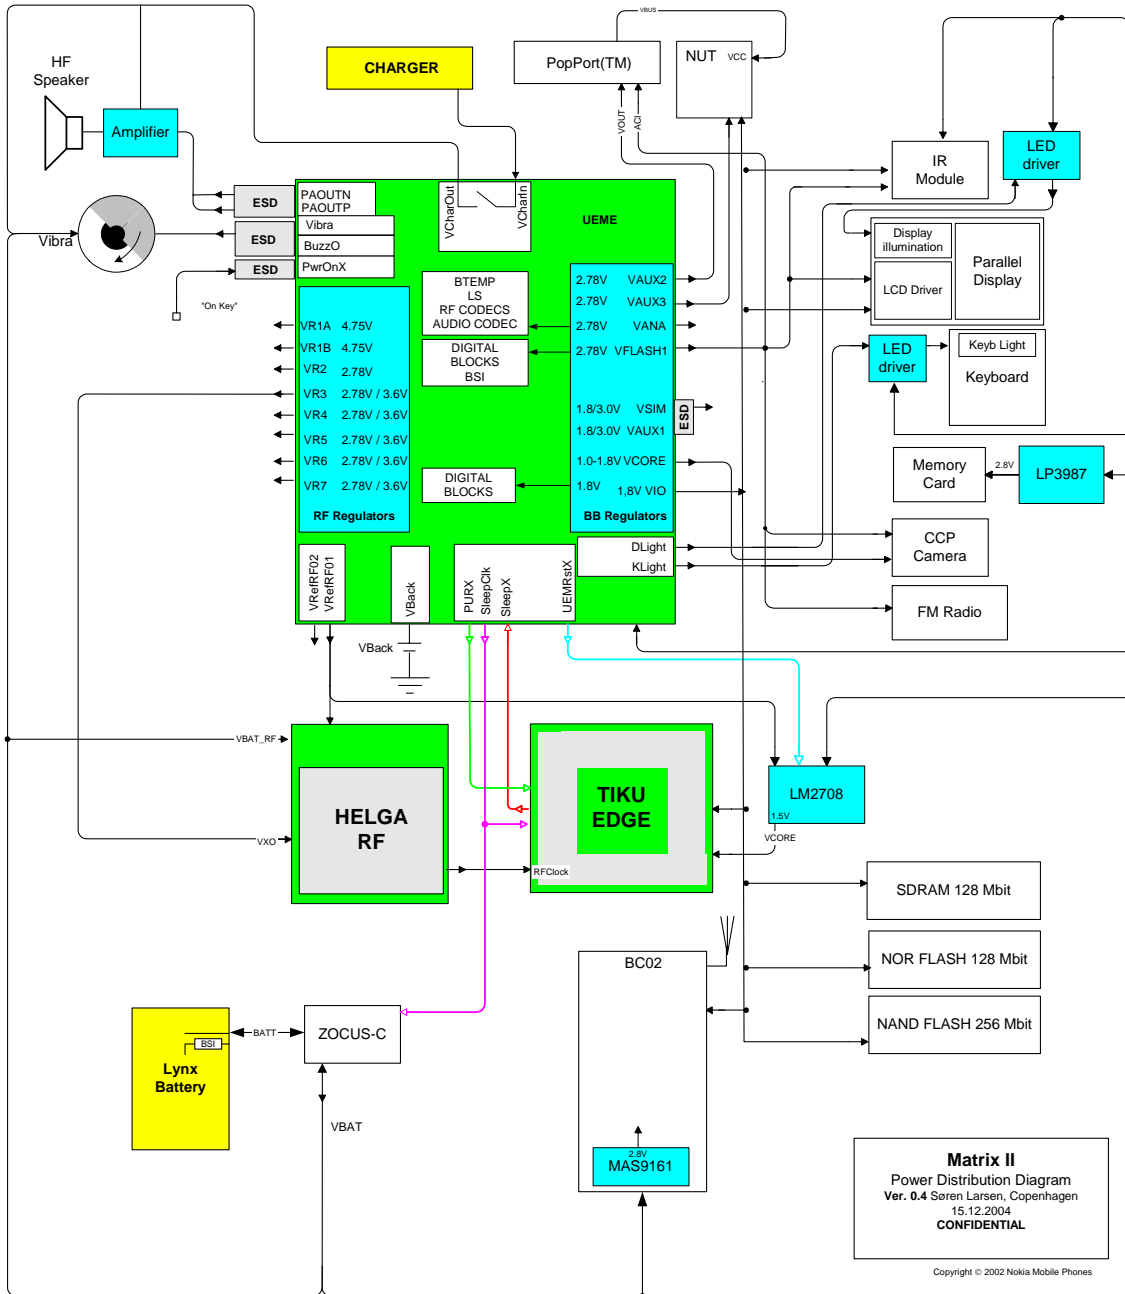 VBUS
HF
Speaker
Amplifier
CHARGER
PopPort(TM)
NUT
VCC
VOUT
ACI
IR
Module
LED
driver
ESD
PAOUTN
PAOUTP
VCharOut
VCharIn
UEME
Vibra
ESD
Vibra
BuzzO
ESD
PwrOnX
"On Key"
Display
illumination
Parallel
Display
LCD Driver
BTEMP
LS
RF CODECS
AUDIO CODEC
2.78V VAUX2
2.78V VAUX3
2.78V VANA
2.78V VFLASH1
DIGITAL
BLOCKS
BSI
VR1A 4.75V
VR1B 4.75V
VR2 2.78V
VR3 2.78V / 3.6V
VR4 2.78V / 3.6V
VR5 2.78V / 3.6V
VR6 2.78V / 3.6V
VR7 2.78V / 3.6V
RF Regulators
LED
driver
Keyb Light
Keyboard
1.8/3.0V VSIM
1.8/3.0V VAUX1
ESD
1.0-1.8V VCORE
1.8V 1,8V VIO
BB Regulators
DIGITAL
BLOCKS
Memory
Card
2.8V
LP3987
CCP
Camera
FM Radio
DLight
KLight
VRefRF02
VRefRF01
VBack
PURX
SleepClk
SleepX
UEMRstX
VBack
VBAT_RF
HELGA
RF
VXO
TIKU
EDGE
RFClock
LM2708
1.5V
VCORE
SDRAM 128 Mbit
NOR FLASH 128 Mbit
NAND FLASH 256 Mbit
BC02
2.8V
MAS9161
ZOCUS-C
BATT
BSI
Lynx
Battery
VBAT
Matrix II
Power Distribution Diagram
Ver. 0.4 Søren Larsen, Copenhagen
15.12.2004
CONFIDENTIAL
Copyright © 2002 Nokia Mobile Phones